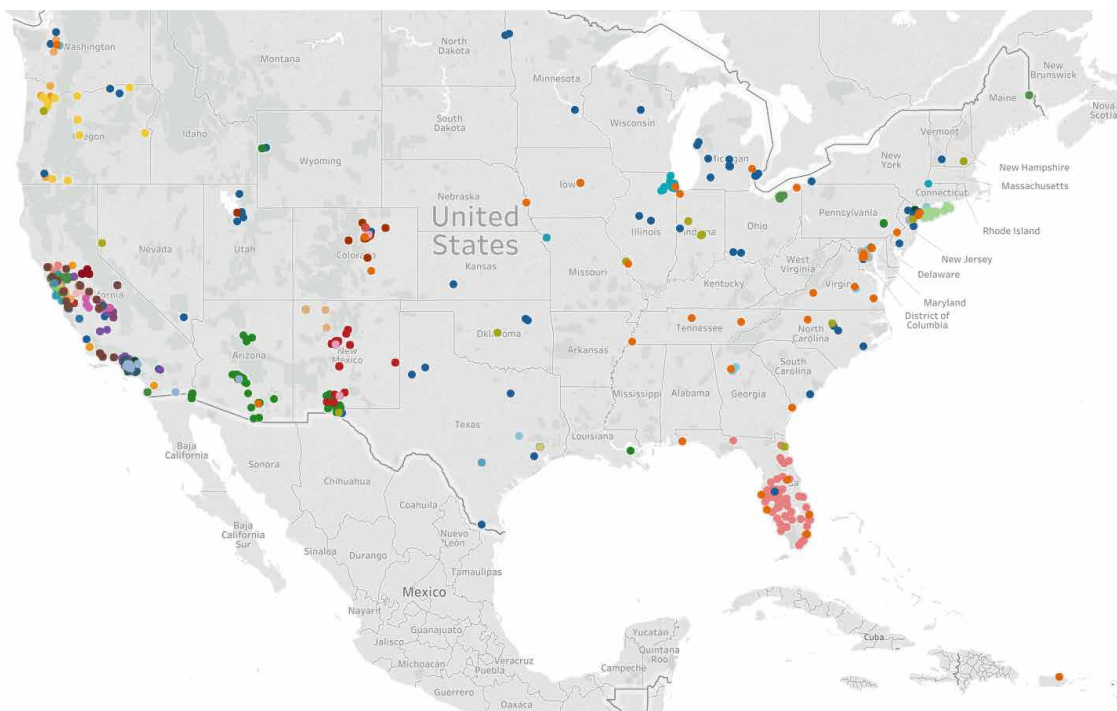 Washington
Montana
North
Dakota
Minnesota
New
Brunswick
Maine
Nova
Scotia
Oregon
Idaho
South
Dakota
Wisconsin
Vermont
Wyoming
Michigan
New
York
New Hampshire
Massachusetts
Iowa
Nebraska
Connecticut
Rhode Island
United
States
Nevada
Utah
Colorado
Kansas
Illinois
Indiana
Ohio
Pennsylvania
New Jersey
Delaware
Maryland
District of
Columbia
West
Virginia
Virginia
Missouri
Kentucky
California
Arizona
New
Mexico
Oklahoma
Arkansas
Tennessee
North
Carolina
South
Carolina
Mississippi
Alabama
Georgia
Texas
Louisiana
Baja
California
Sonora
Chihuahua
Coahuila
Baja
California
Sur
Nuevo
León
Sinaloa
Durango
Tamaulipas
Mexico
Nayarit
Guanajuato
Jalisco
Michoacán
Veracruz
Puebla
Guerrero
Oaxaca
Yucatán
Quintana
Roo
Campeche
Cuba